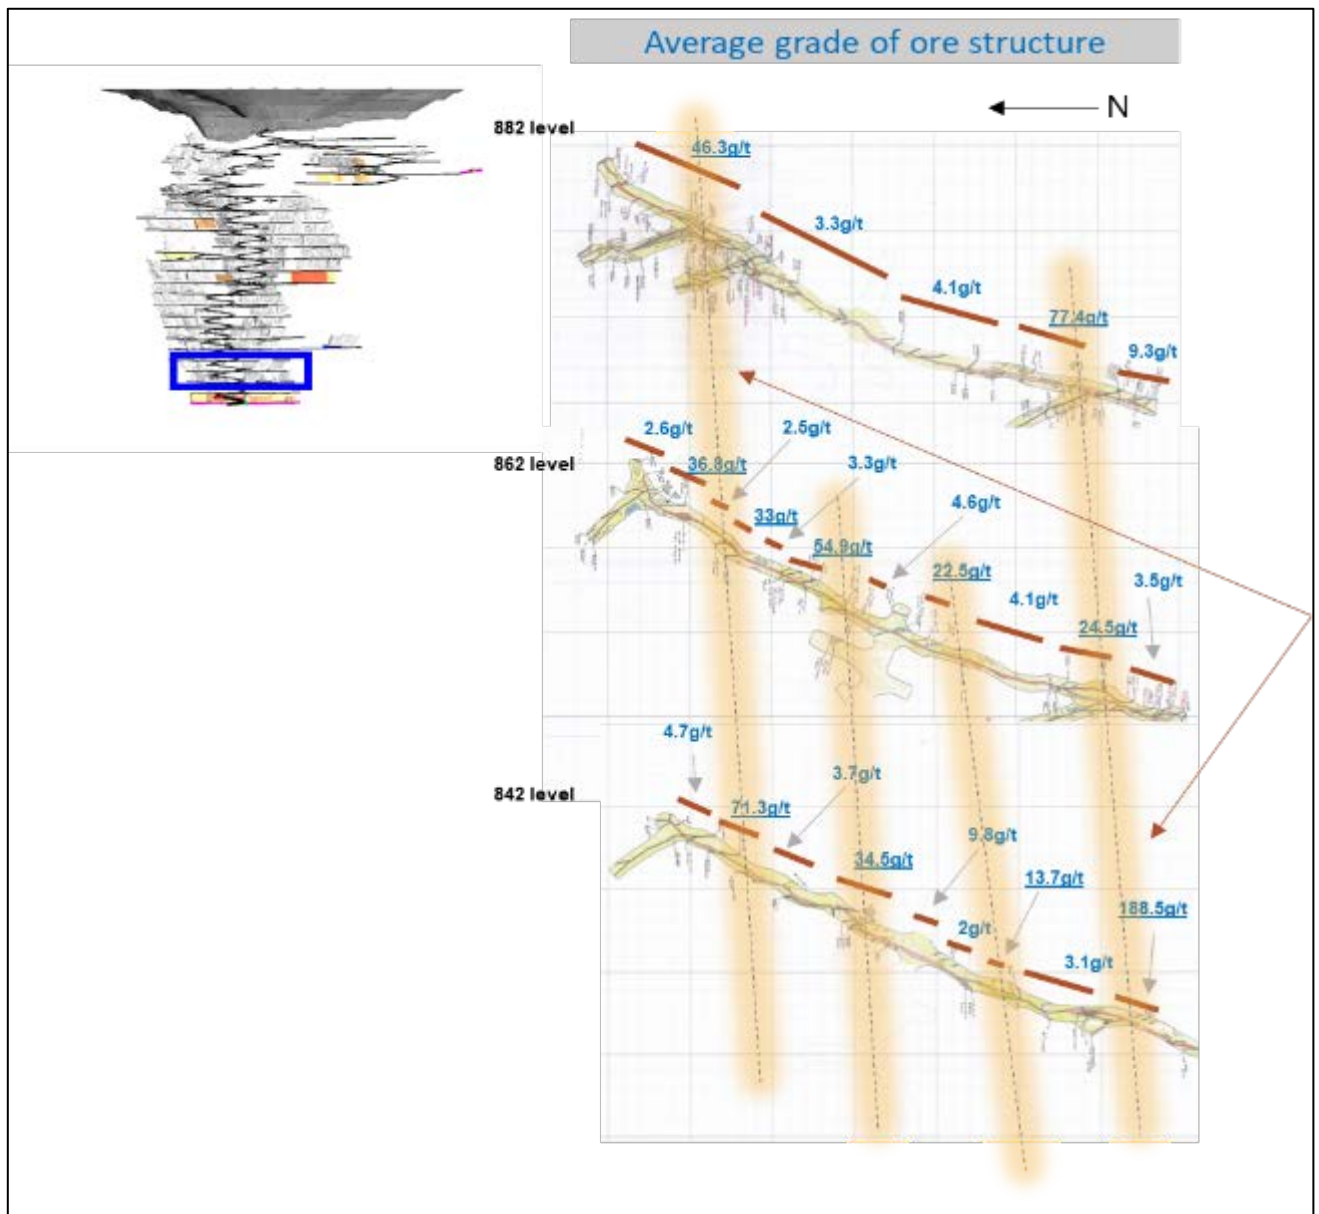 Average grade of ore structure
N
882 level
46.3g/t
3.3g/t
4.1g/t
77.4g/t
9.3g/t
862 level
2.6g/t
36.8g/t
2.5g/t
33g/t
3.3g/t
54.9g/t
4.6g/t
22.5g/t
4.1g/t
24.5g/t
3.5g/t
842 level
4.7g/t
71.3g/t
3.7g/t
34.5g/t
9.8g/t
2g/t
13.7g/t
3.1g/t
188.5g/t